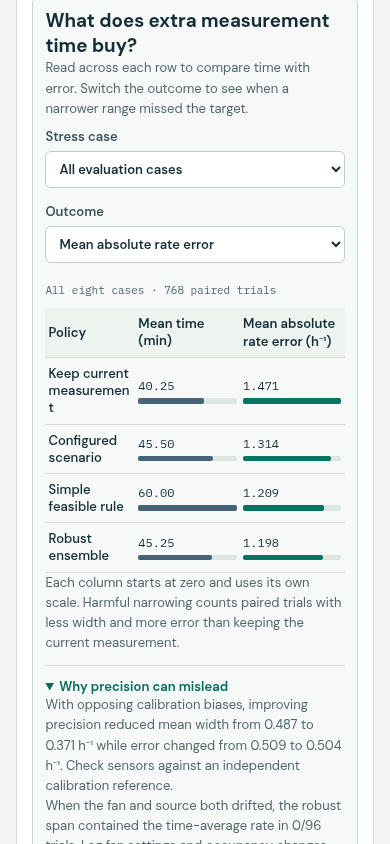 What does extra measurement
time buy?
Read across each row to compare time with
error. Switch the outcome to see when a
narrower range missed the target.
Stress case
All evaluation cases
Outcome
Mean absolute rate error
All eight cases · 768 paired trials
Policy
Mean time
(min)
Mean absolute
rate error (h⁻¹)
Keep current
measuremen
t
40.25
1.471
Configured
scenario
45.50
1.314
Simple
feasible rule
60.00
1.209
Robust
ensemble
45.25
1.198
Each column starts at zero and uses its own
scale. Harmful narrowing counts paired trials with
less width and more error than keeping the
current measurement.
▼ Why precision can mislead
With opposing calibration biases, improving
precision reduced mean width from 0.487 to
0.371 h⁻¹ while error changed from 0.509 to 0.504
h⁻¹. Check sensors against an independent
calibration reference.
When the fan and source both drifted, the robust
span contained the time-average rate in 0/96
trials. Log fan settings and occupancy changes